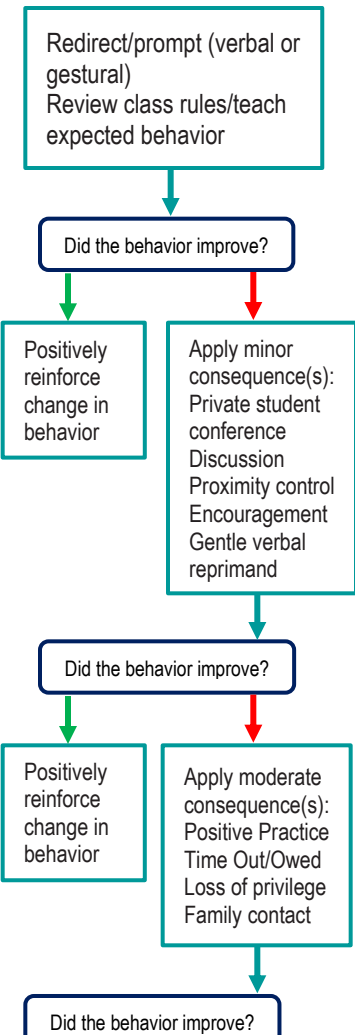 Redirect/prompt (verbal or
gestural)
Review class rules/teach
expected behavior
Did the behavior improve?
Positively
reinforce
change in
behavior
Apply minor
consequence(s):
Private student
conference
Discussion
Proximity control
Encouragement
Gentle verbal
reprimand
Did the behavior improve?
Positively
reinforce
change in
behavior
Apply moderate
consequence(s):
Positive Practice
Time Out/Owed
Loss of privilege
Family contact
Did the behavior improve?